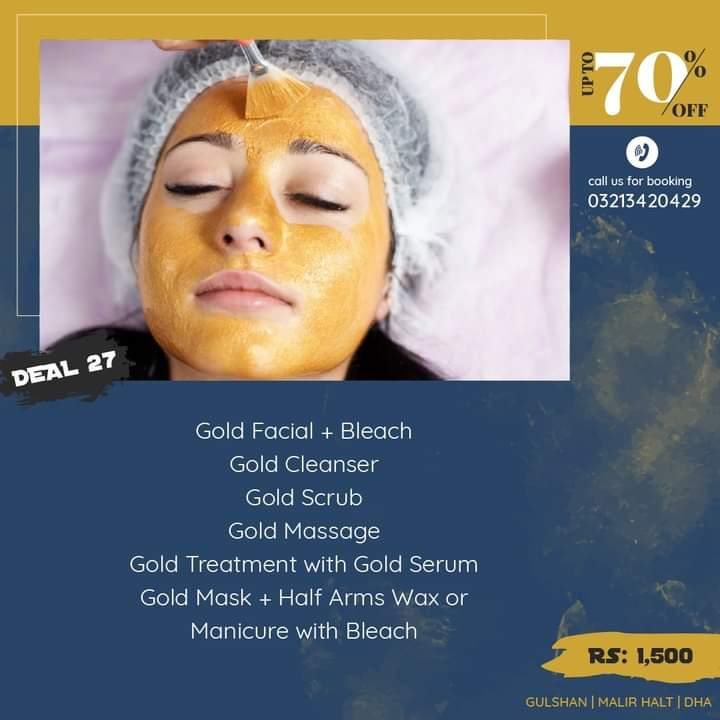 UP TO
70%
OFF
call us for booking
03213420429
DEAL 27
Gold Facial + Bleach
Gold Cleanser
Gold Scrub
Gold Massage
Gold Treatment with Gold Serum
Gold Mask + Half Arms Wax or
Manicure with Bleach
RS: 1,500
GULSHAN | MALIR HALT | DHA